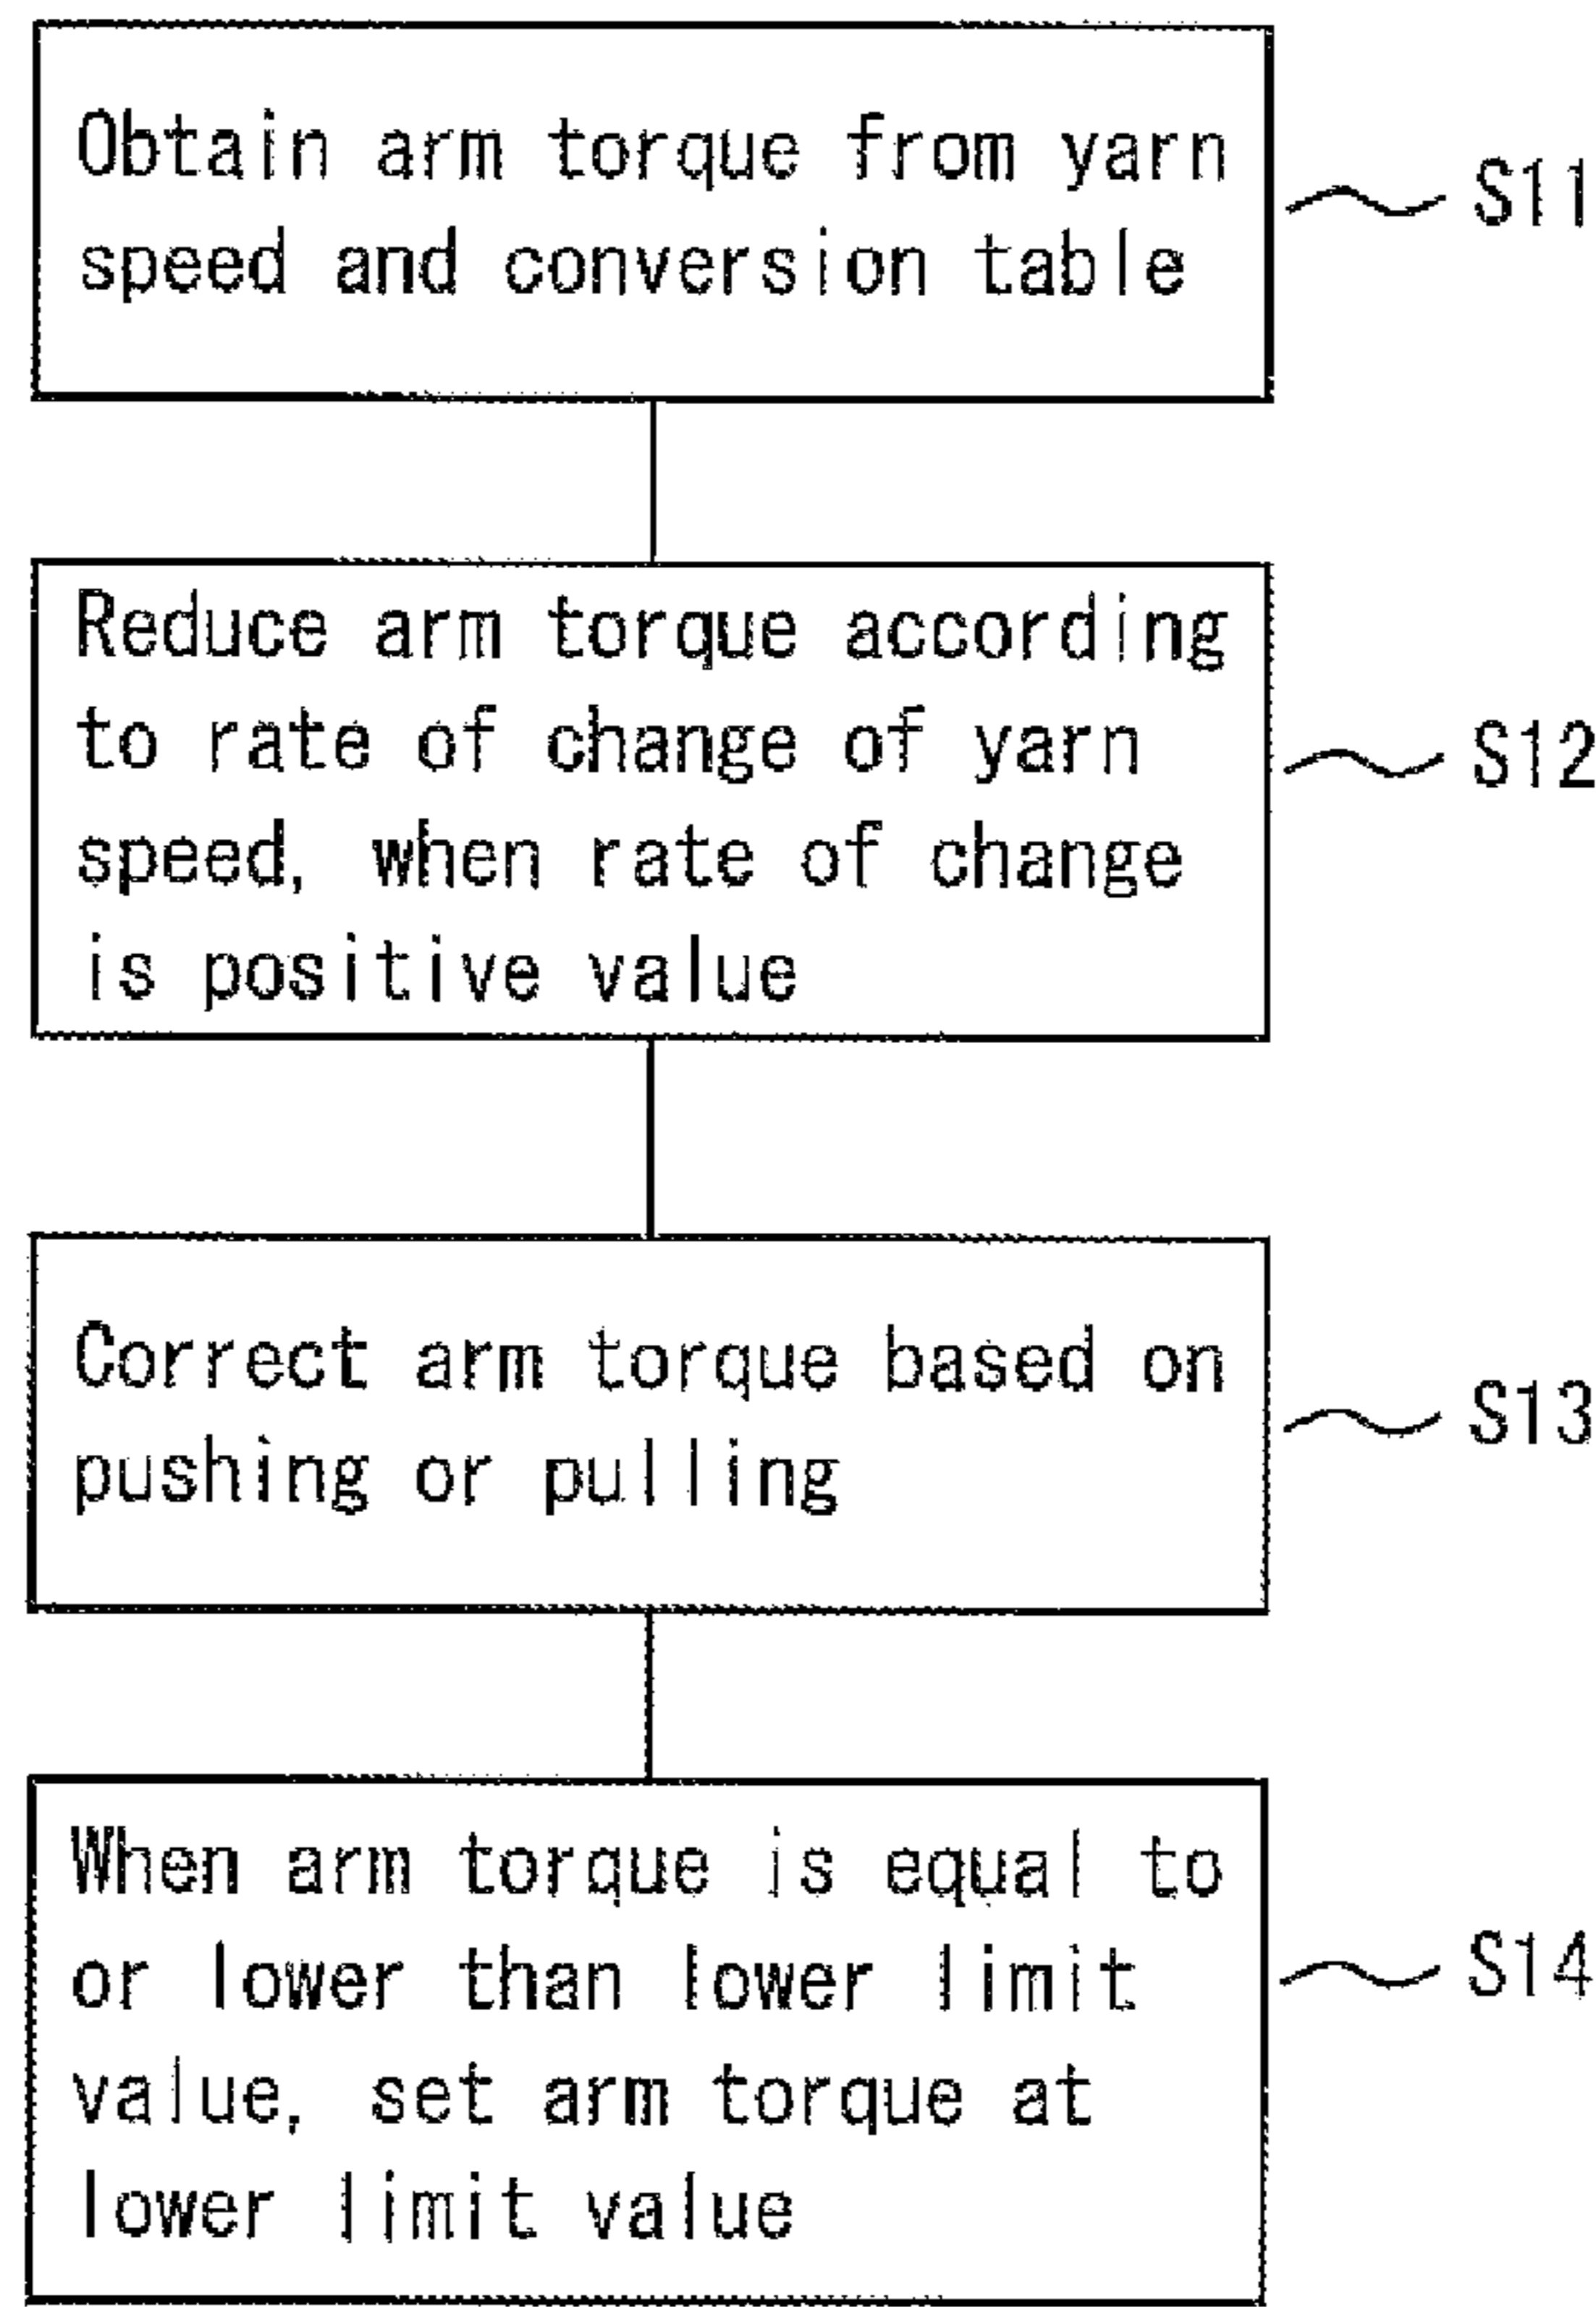 Obtain arm torque from yarn
speed and conversion table
S11
Reduce arm torque according
to rate of change of yarn
speed, when rate of change
is positive value
S12
Correct arm torque based on
pushing or pulling
S13
When arm torque is equal to
or lower than lower limit
value, set arm torque at
lower limit value
S14